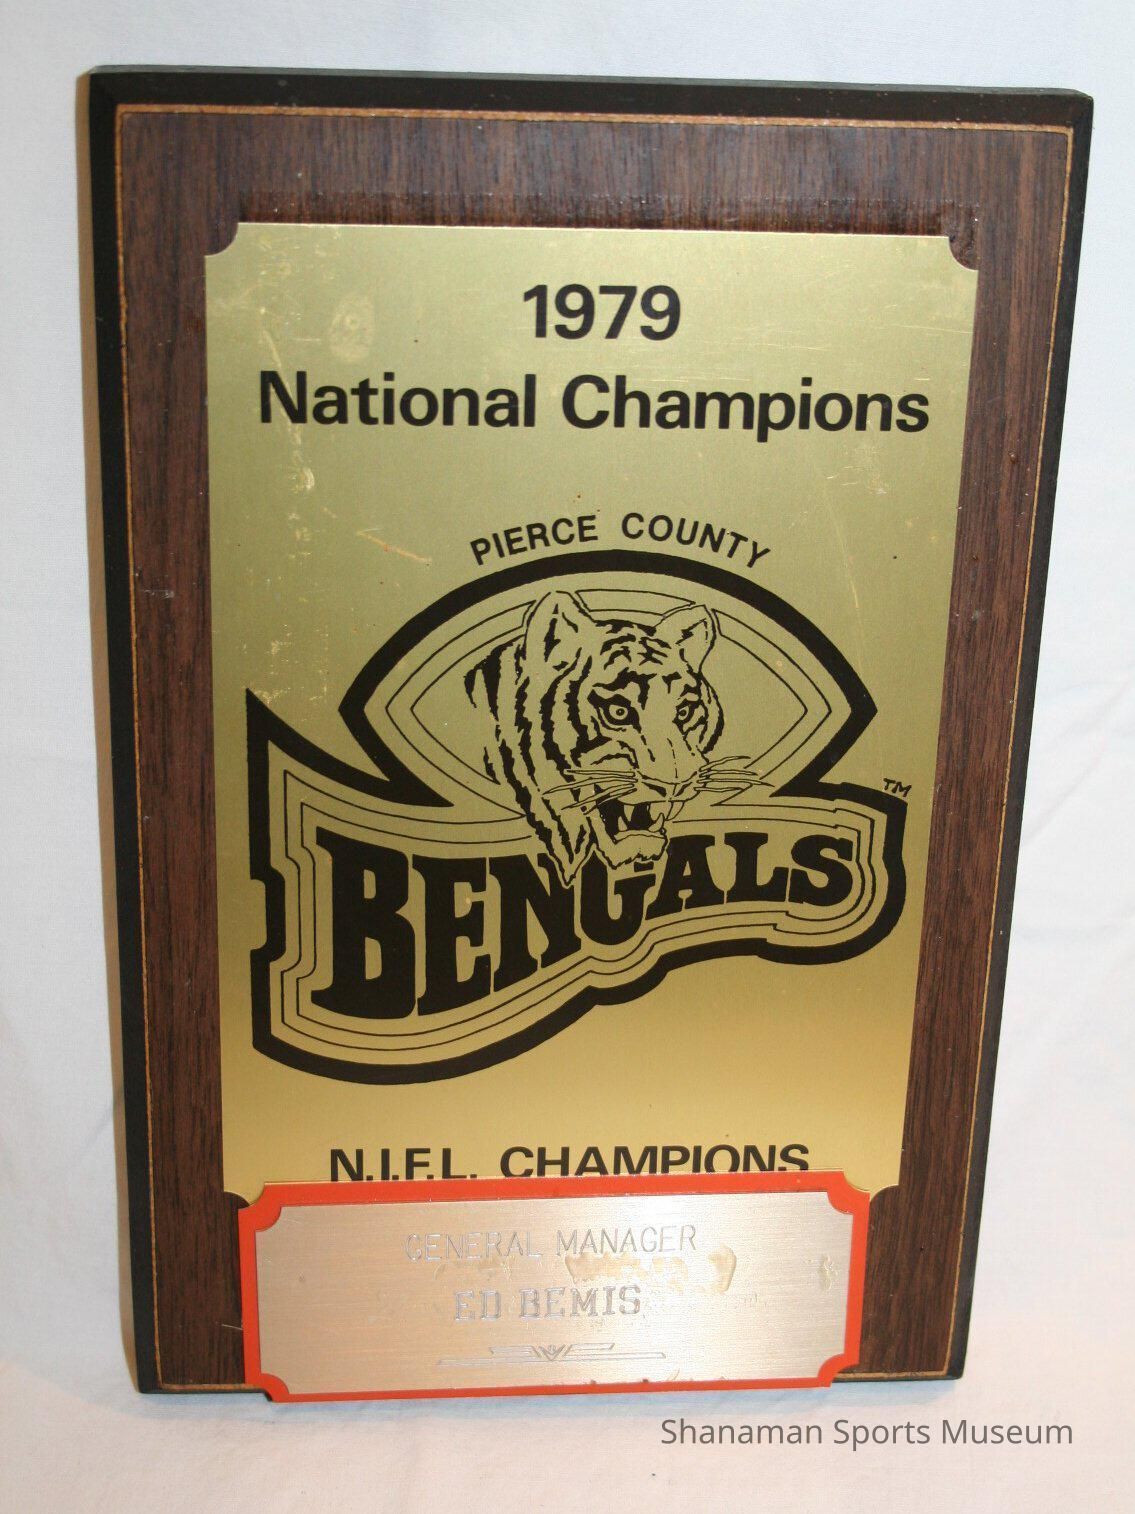 1979
National Champions
PIERCE COUNTY
BENGALS TM
N.I.F.L. CHAMPIONS
GENERAL MANAGER
ED BEMIS
Shanaman Sports Museum